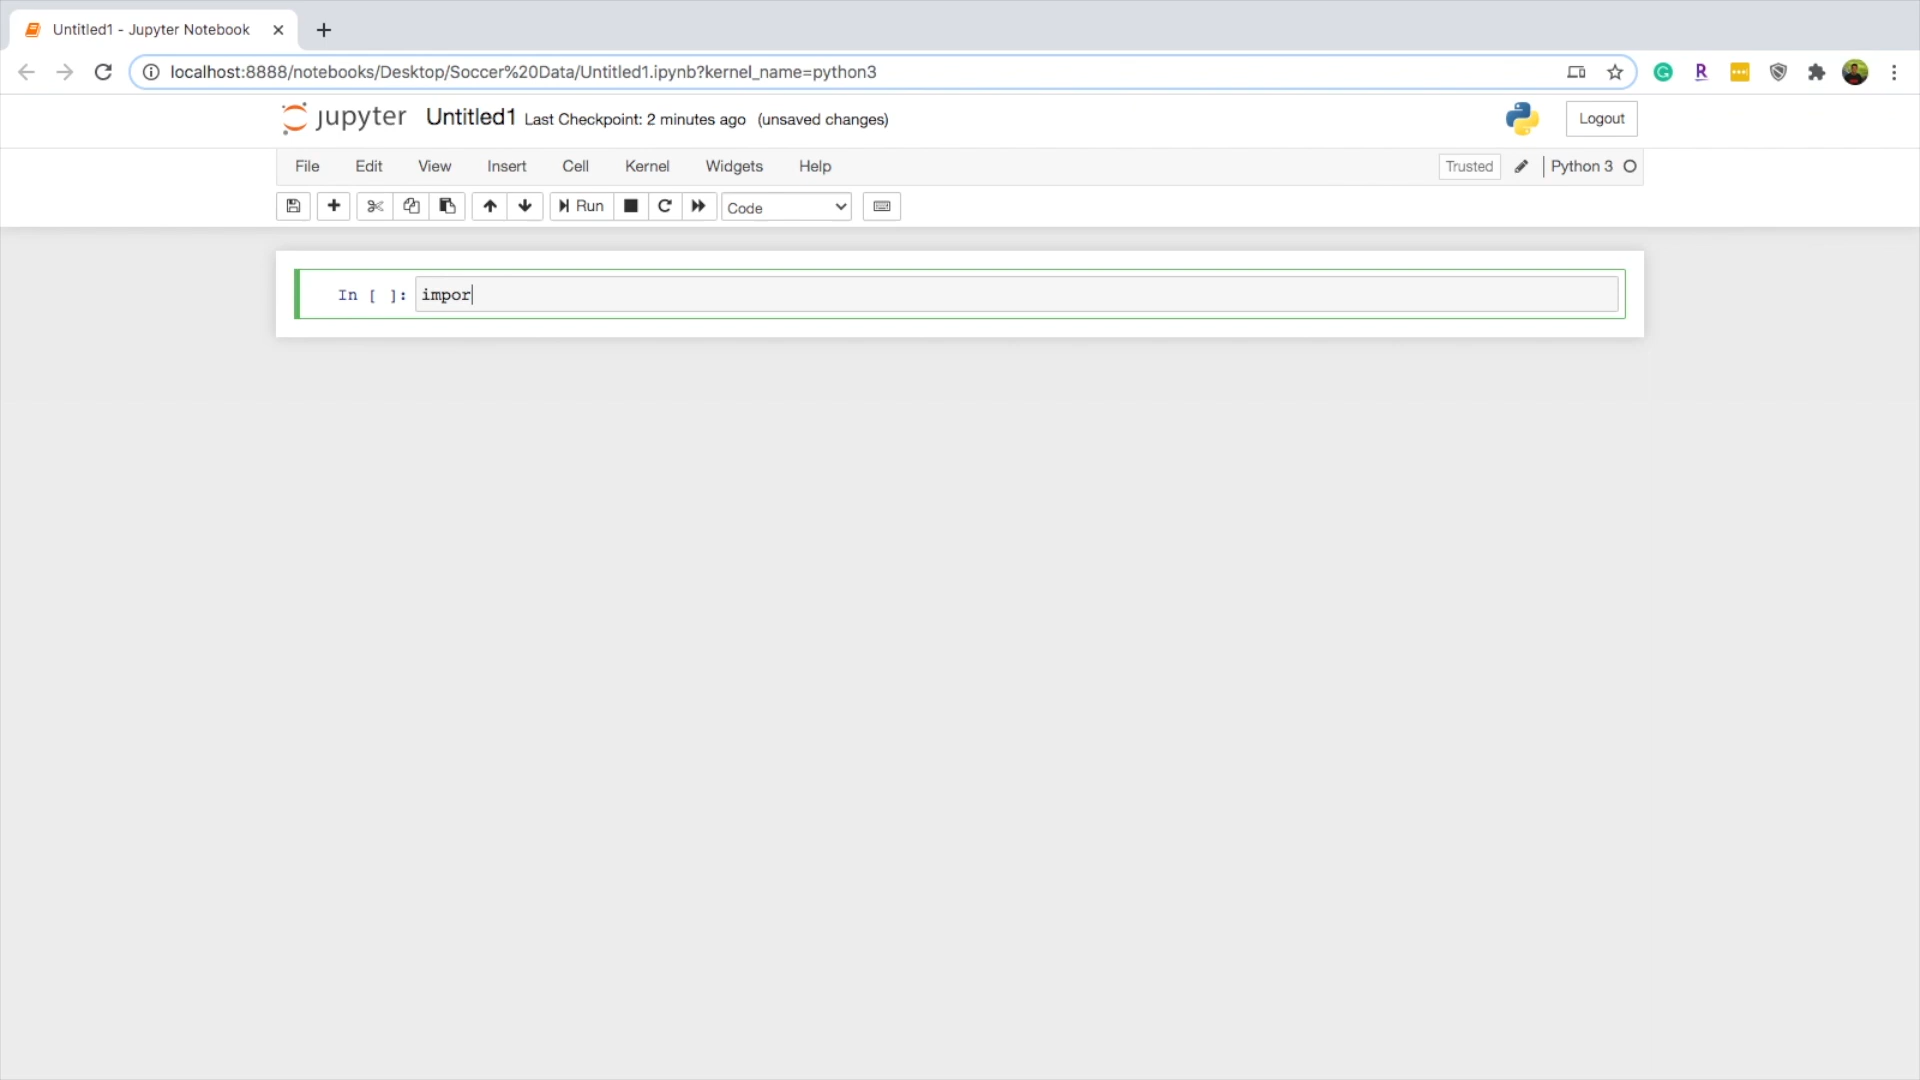 Untitled1 - Jupyter Notebook
localhost:8888/notebooks/Desktop/Soccer%20Data/Untitled1.ipynb?kernel_name=python3
jupyter Untitled1 Last Checkpoint: 2 minutes ago (unsaved changes) Logout
File Edit View Insert Cell Kernel Widgets Help Trusted Python 3
Run Code
In [ ]: impor